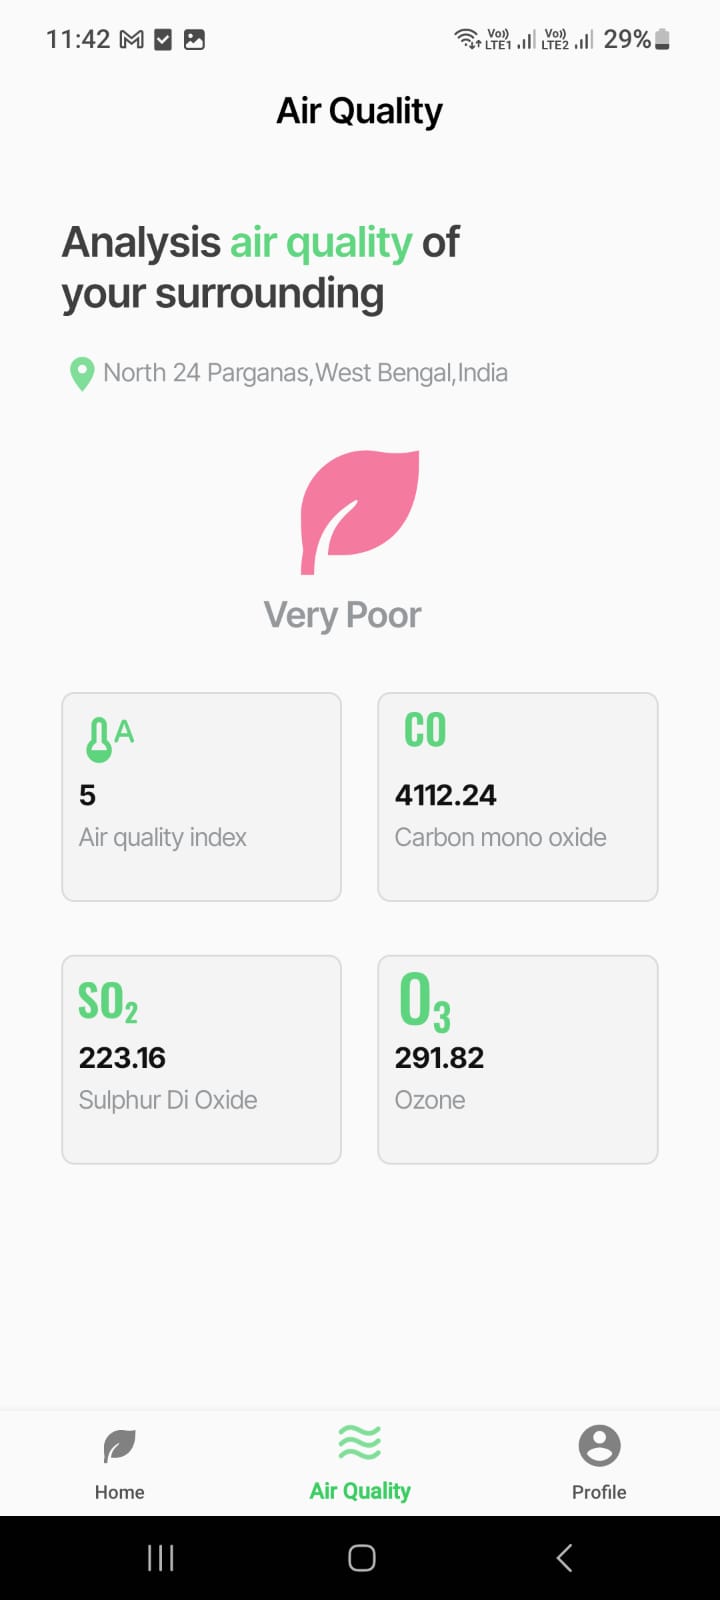 11:42
Vo)) LTE1 Vo)) LTE2 29%
Air Quality
Analysis air quality of
your surrounding
North 24 Parganas,West Bengal,India
Very Poor
A
5
Air quality index
CO
4112.24
Carbon mono oxide
SO2
223.16
Sulphur Di Oxide
O3
291.82
Ozone
Home
Air Quality
Profile